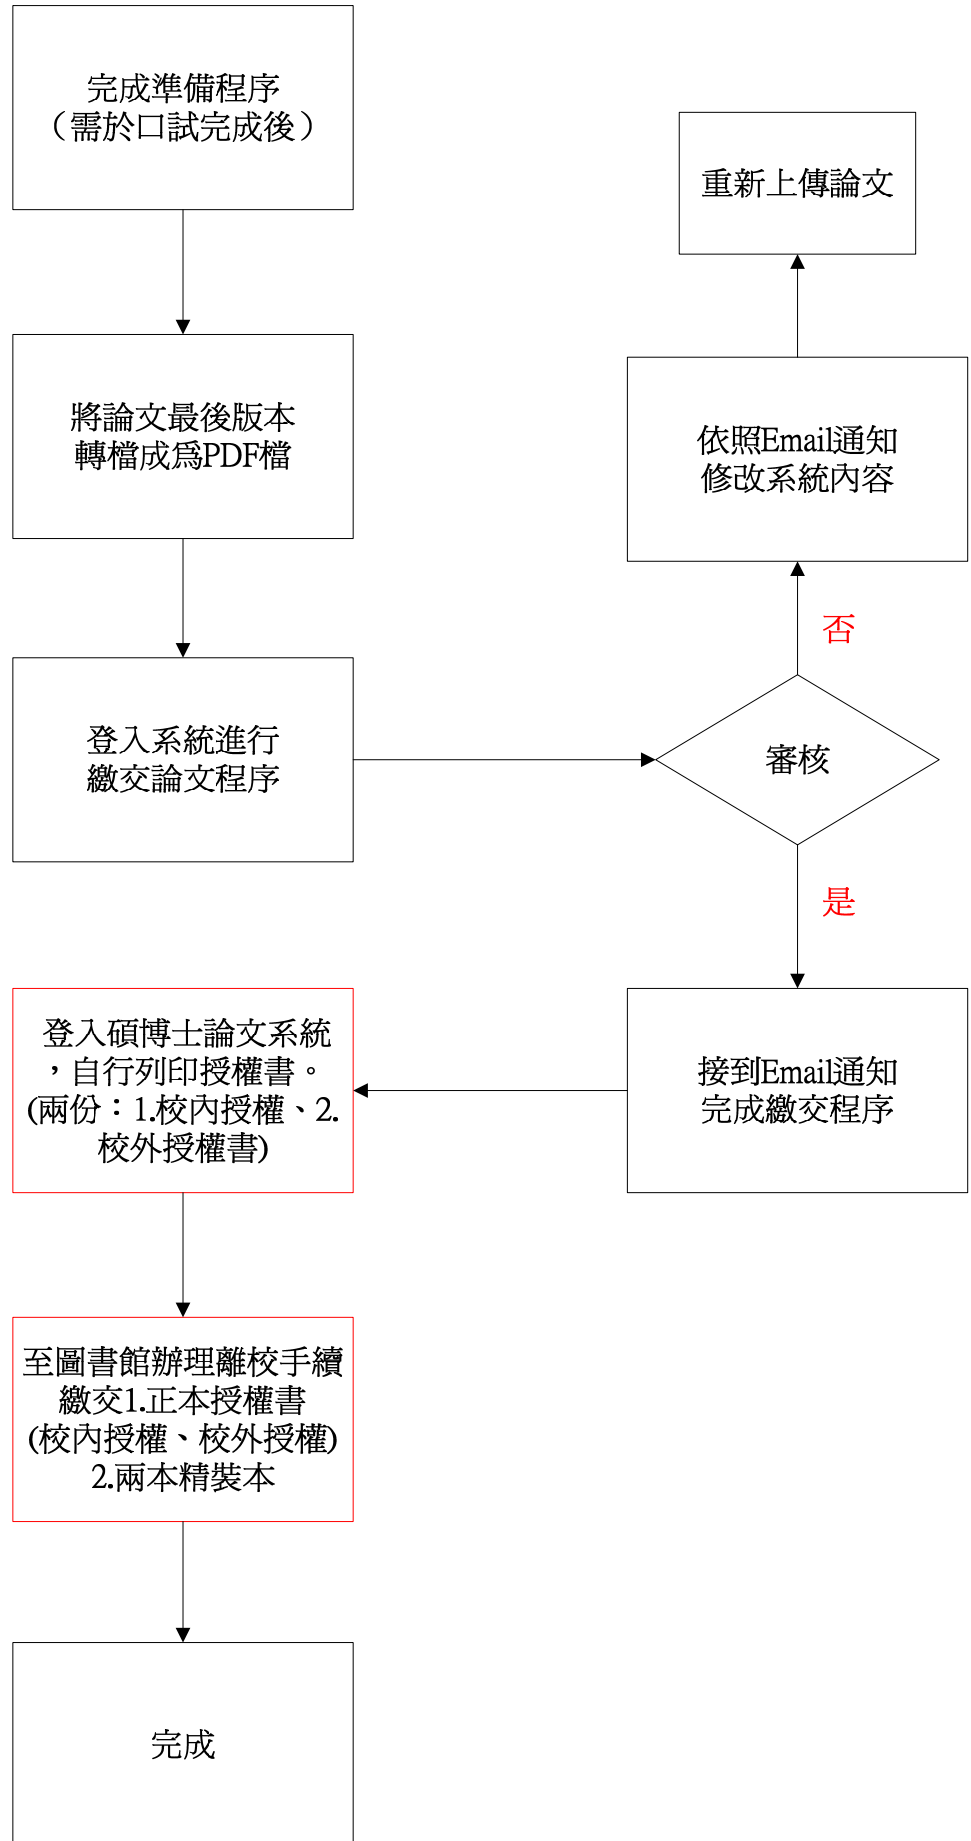 完成準備程序
（需於口試完成後）
將論文最後版本
轉檔成為PDF檔
登入系統進行
繳交論文程序
審核
否
依照Email通知
修改系統內容
重新上傳論文
是
接到Email通知
完成繳交程序
登入碩博士論文系統
，自行列印授權書。
(兩份：1.校內授權、2.
校外授權書)
至圖書館辦理離校手續
繳交1.正本授權書
(校內授權、校外授權)
2.兩本精裝本
完成